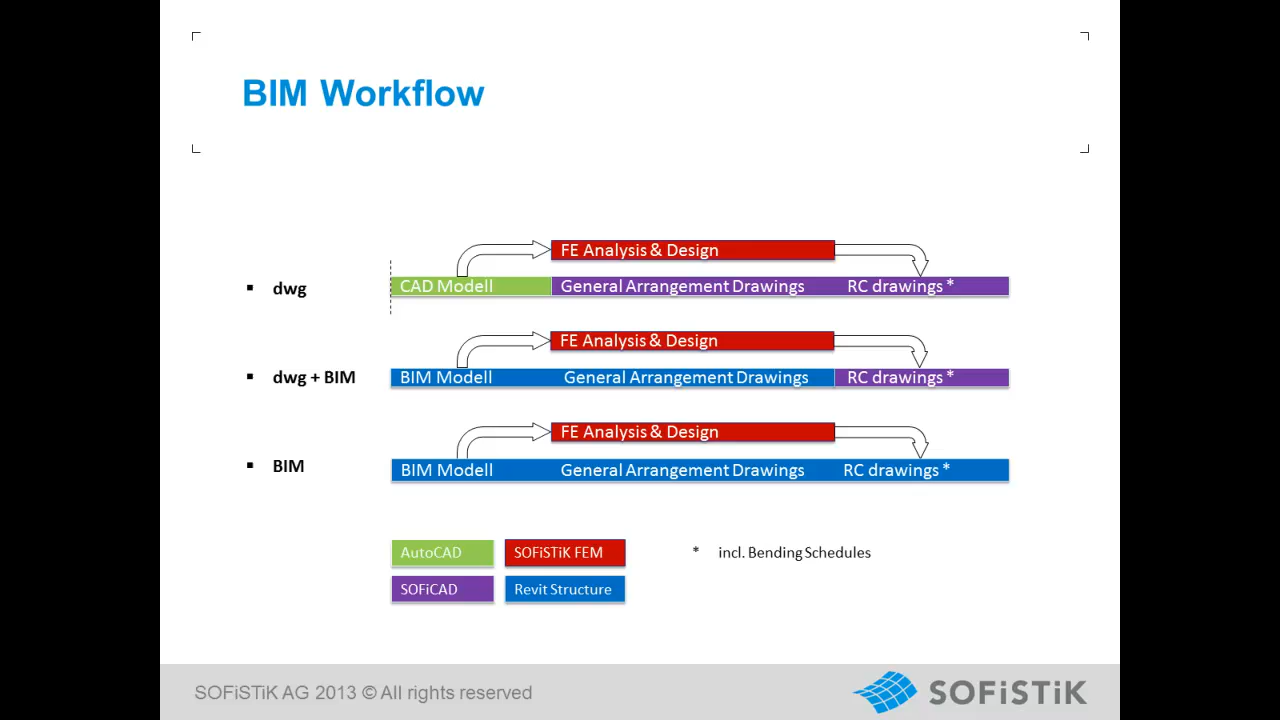 BIM Workflow
FE Analysis & Design
▪ dwg CAD Modell General Arrangement Drawings RC drawings *
FE Analysis & Design
▪ dwg + BIM BIM Modell General Arrangement Drawings RC drawings *
FE Analysis & Design
▪ BIM BIM Modell General Arrangement Drawings RC drawings *
AutoCAD SOFiSTiK FEM * incl. Bending Schedules
SOFiCAD Revit Structure
SOFiSTiK AG 2013 © All rights reserved SOFiSTiK